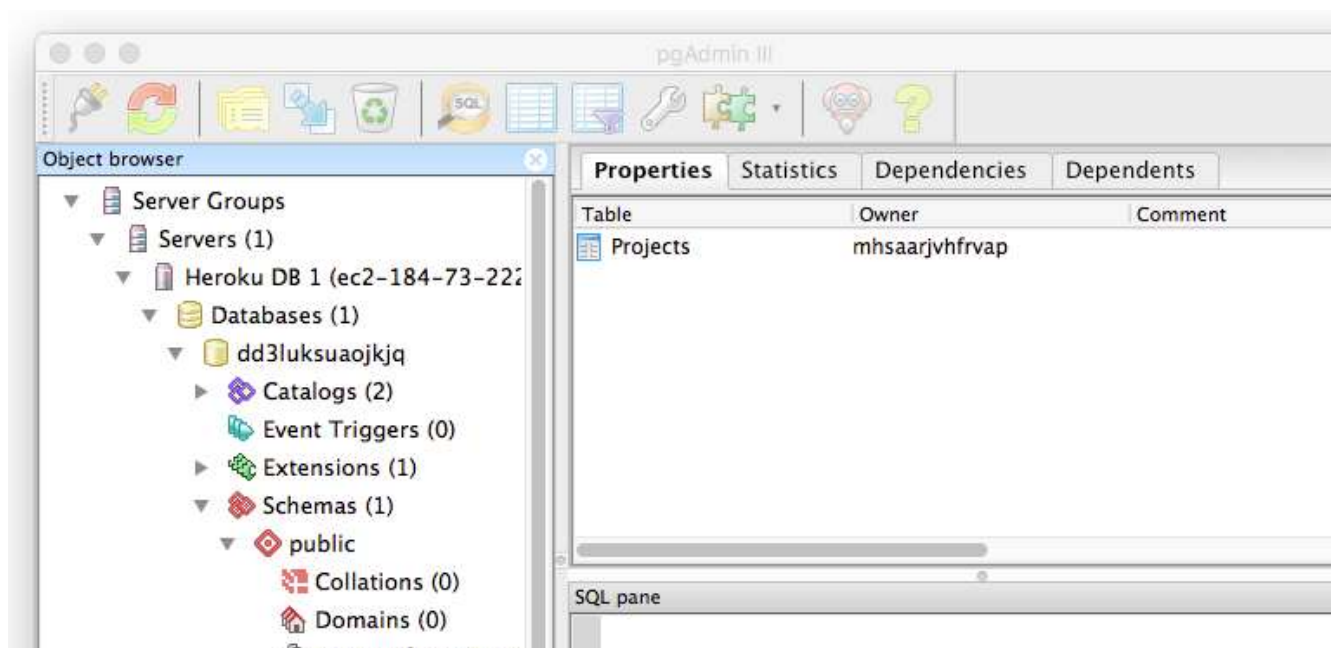 pgAdmin III
SQL
Object browser
Server Groups
Servers (1)
Heroku DB 1 (ec2-184-73-222
Databases (1)
dd3luksuaojkjq
Catalogs (2)
Event Triggers (0)
Extensions (1)
Schemas (1)
public
Collations (0)
Domains (0)
Properties Statistics Dependencies Dependents
Table Owner Comment
Projects mhsaarjvhfrvap
SQL pane